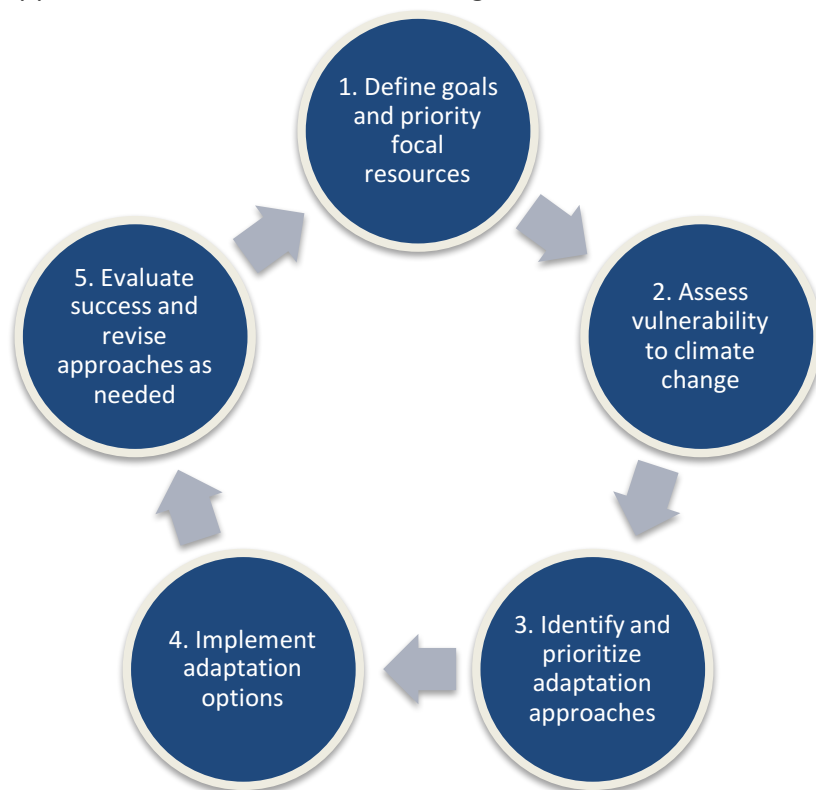 1. Define goals
and priority
focal
resources
2. Assess
vulnerability
to climate
change
3. Identify and
prioritize
adaptation
approaches
4. Implement
adaptation
options
5. Evaluate
success and
revise
approaches as
needed